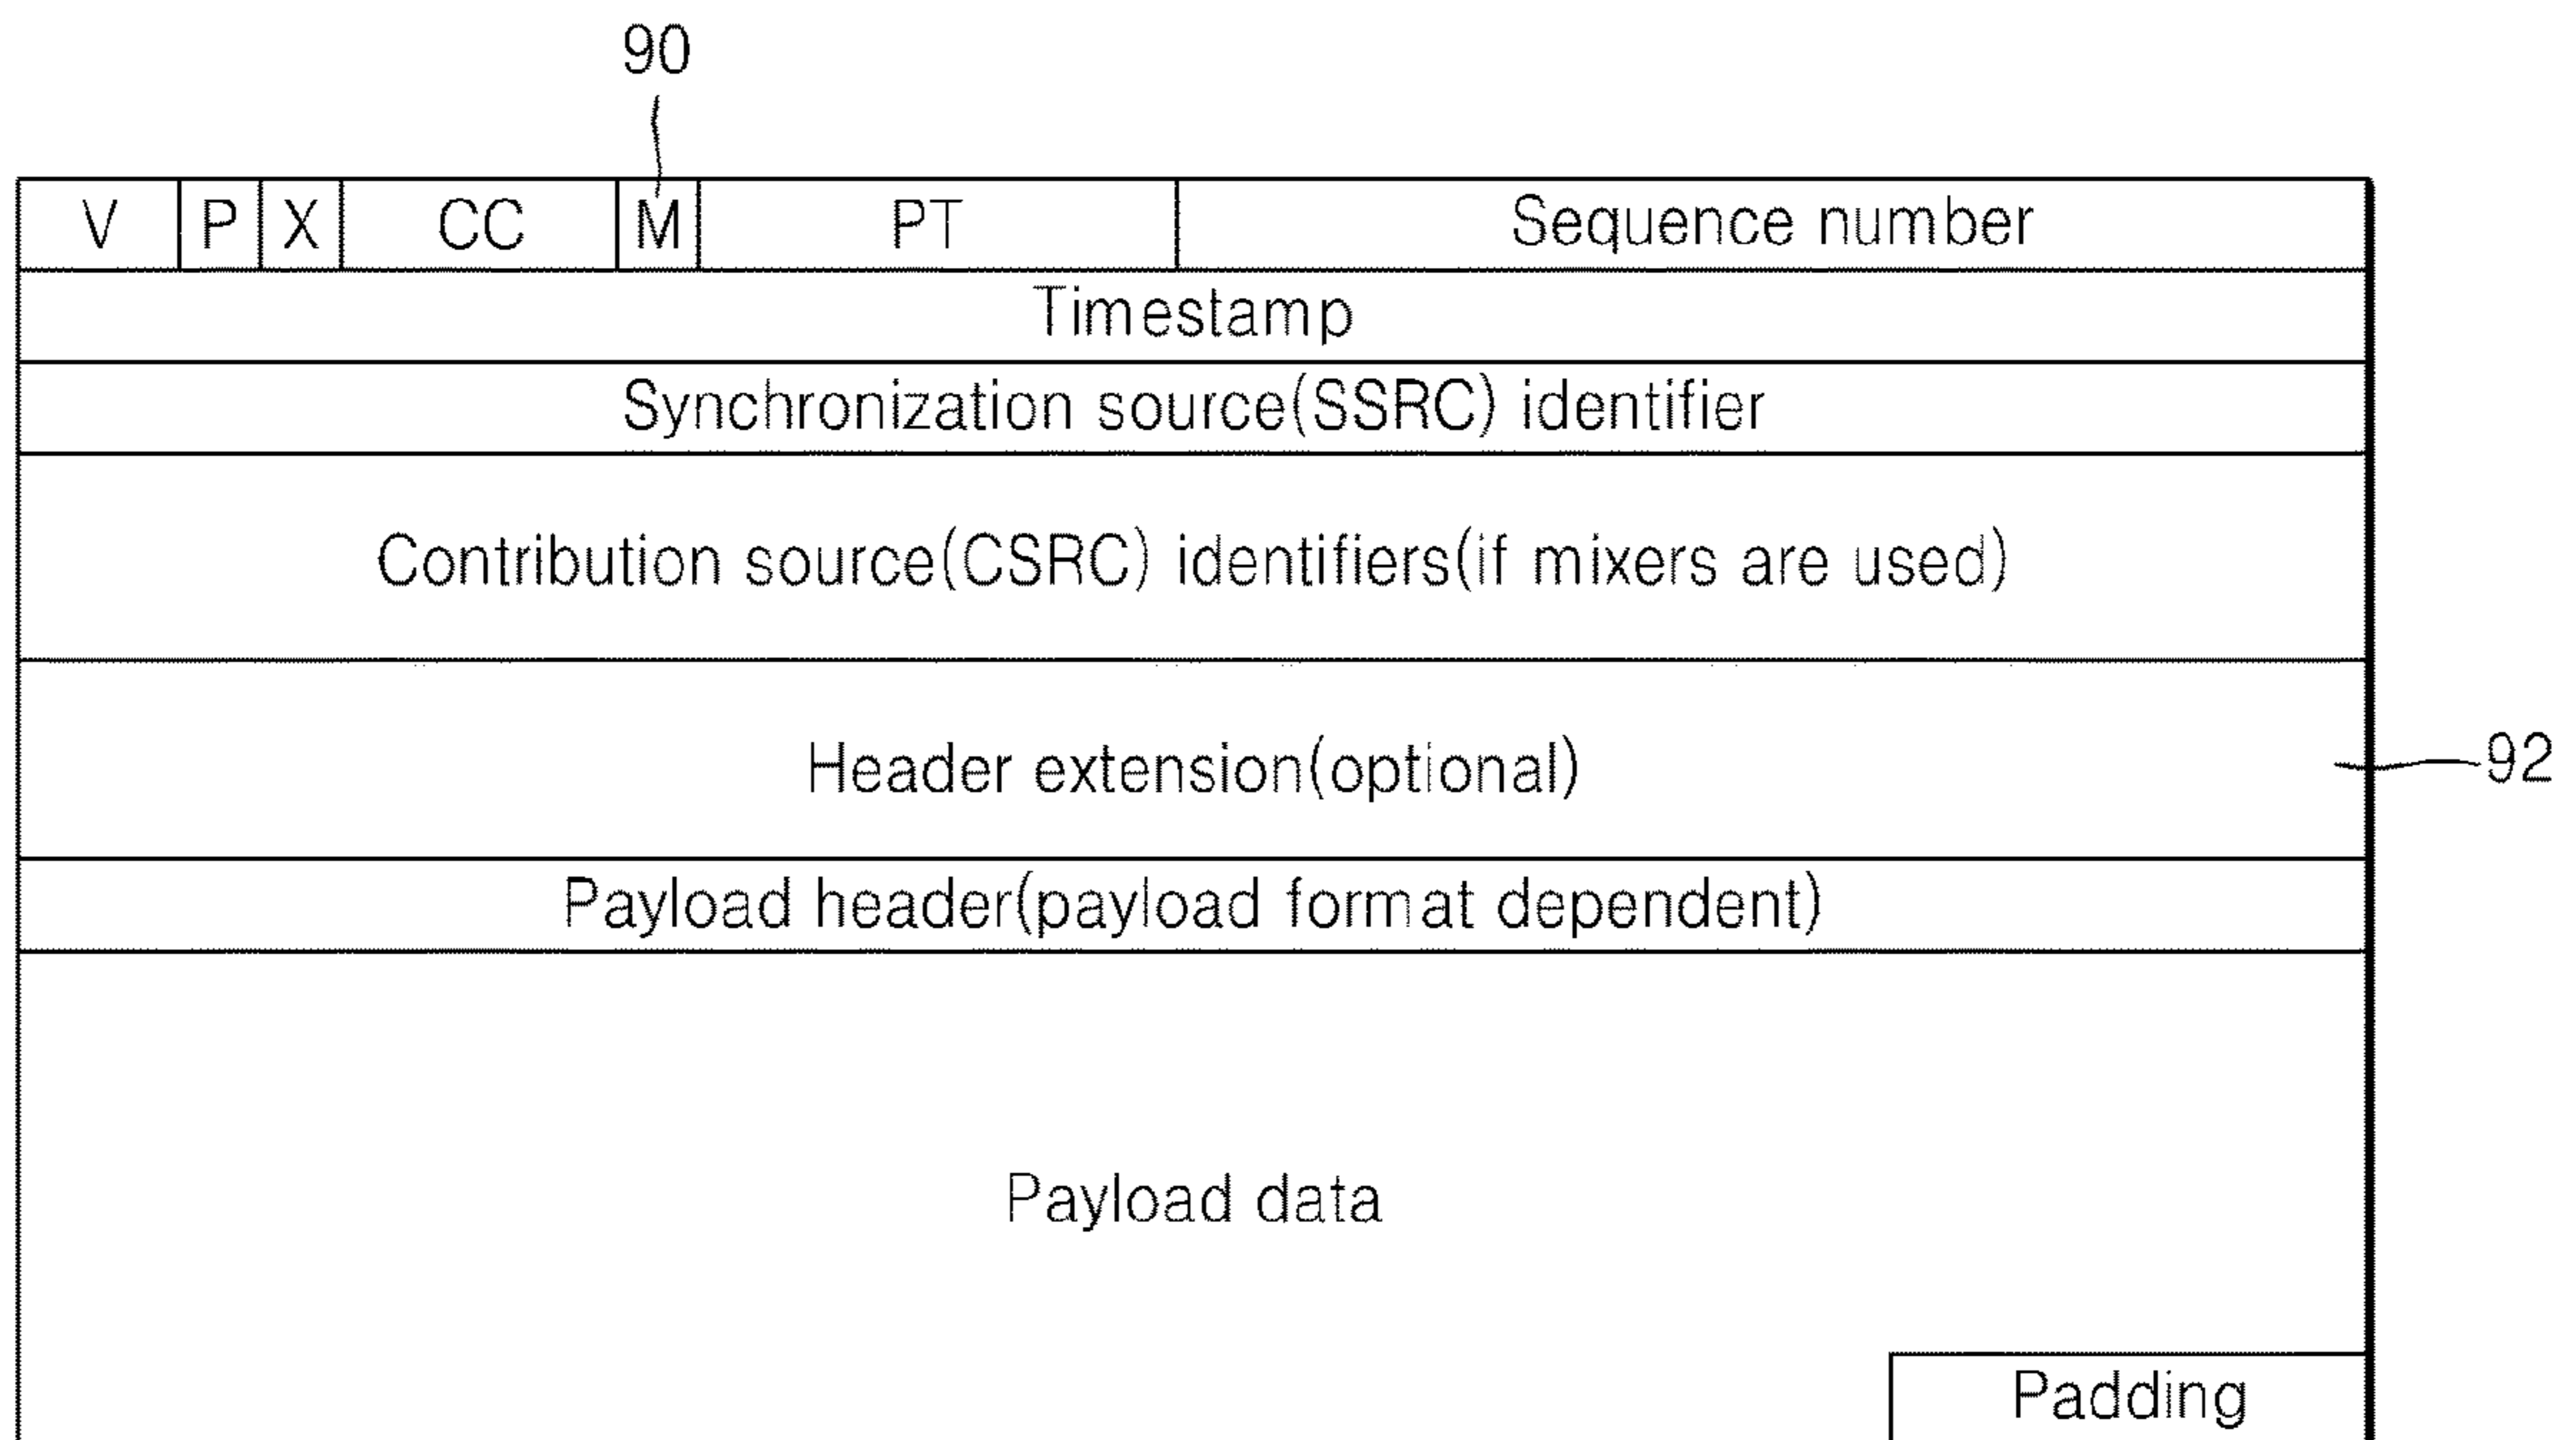 90
V P X CC M PT Sequence number
Timestamp
Synchronization source(SSRC) identifier
Contribution source(CSRC) identifiers(if mixers are used)
Header extension(optional)
92
Payload header(payload format dependent)
Payload data
Padding